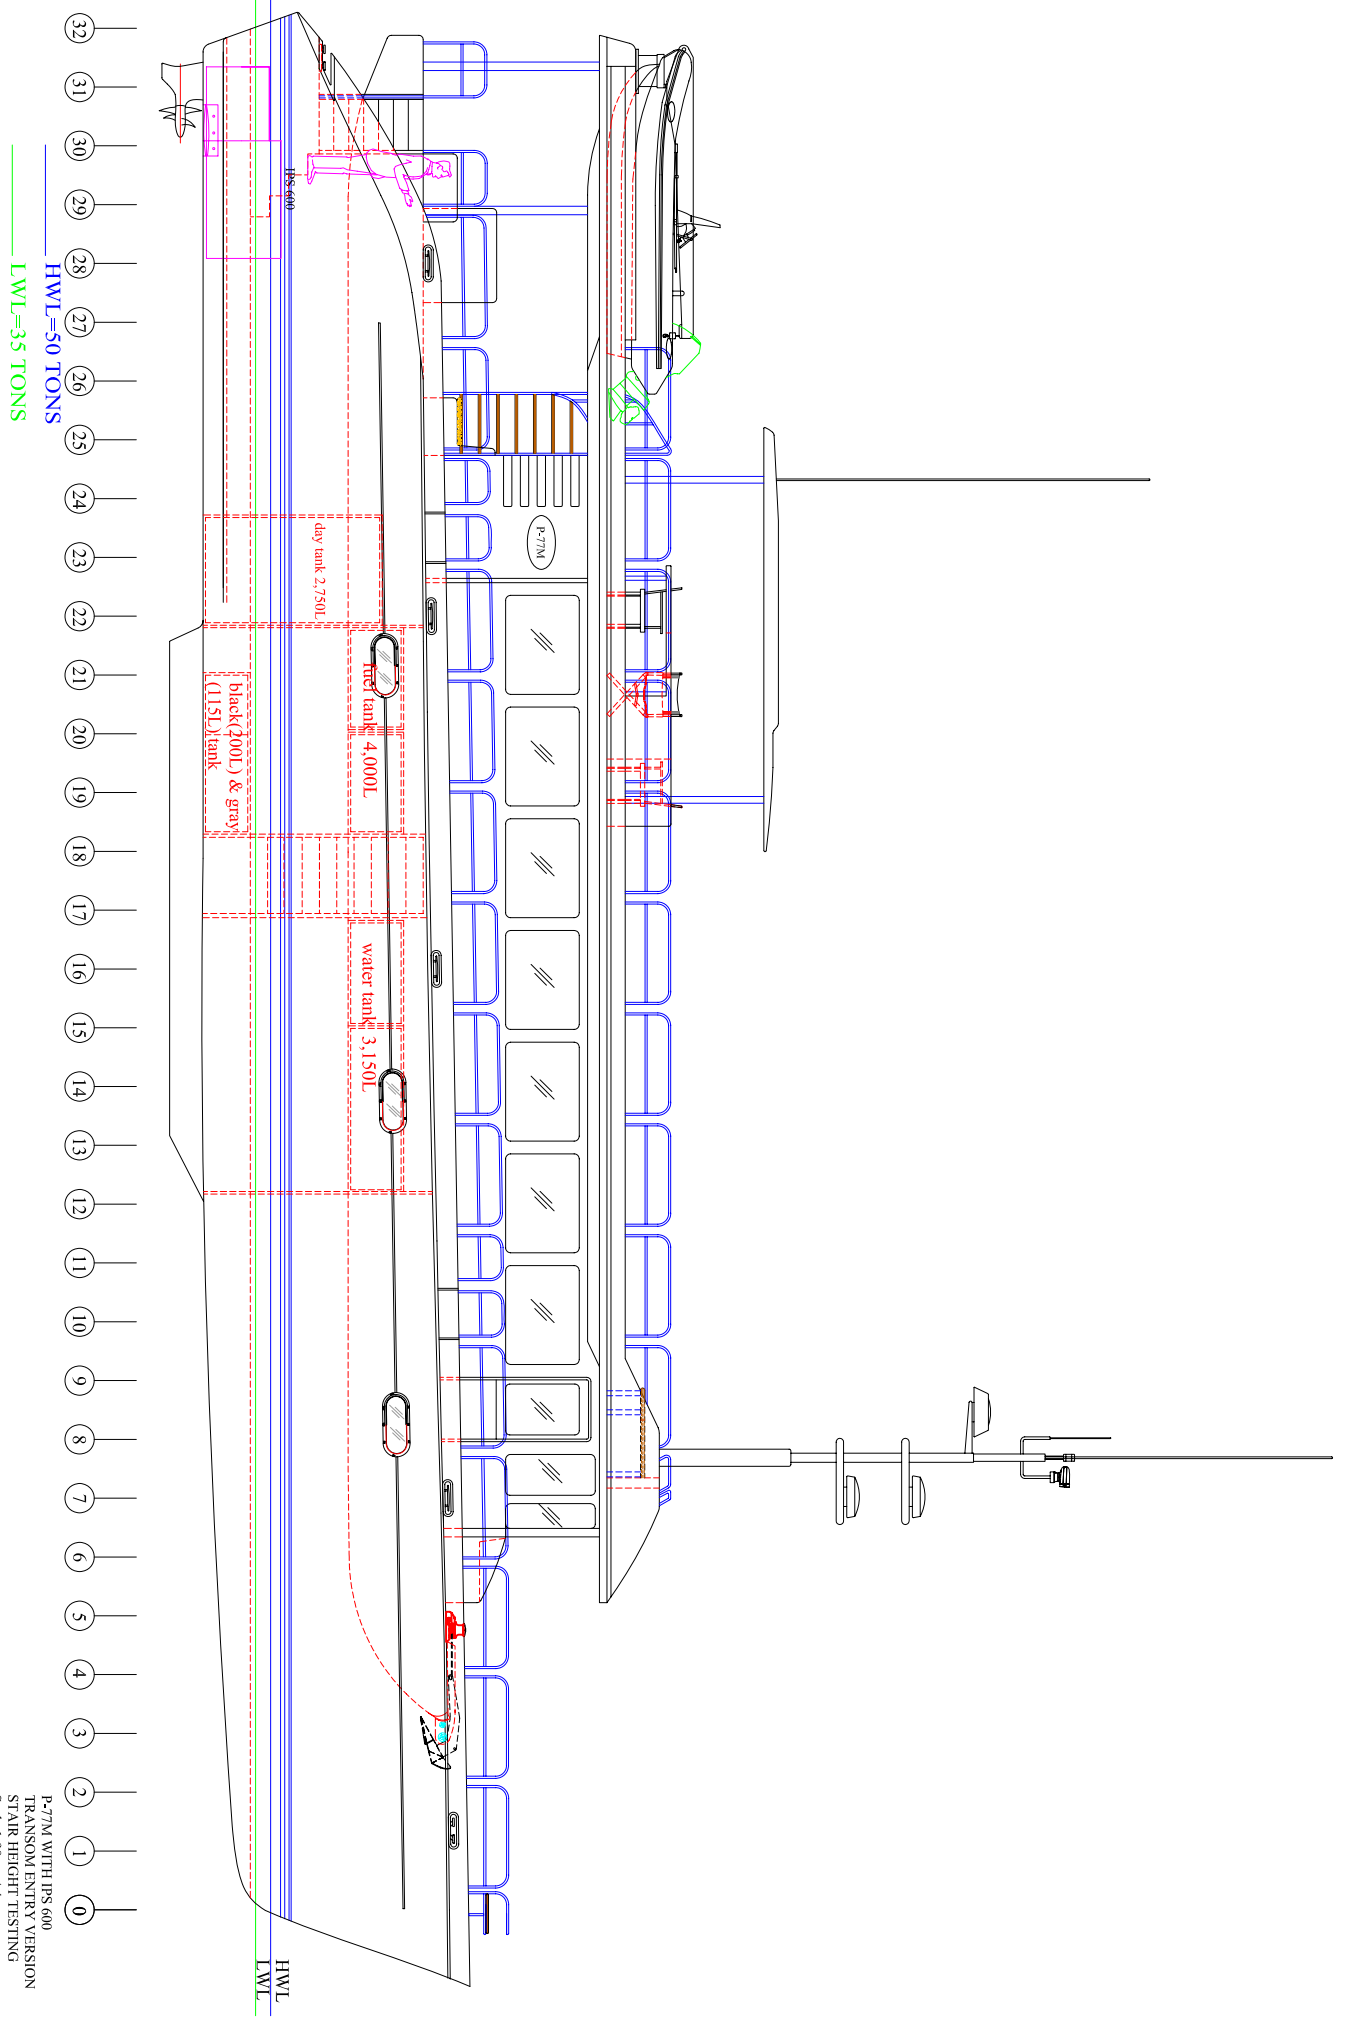 P-77M
IPS 600
day tank 2,750L
fuel tank 4,000L
black(200L) & gray
(115L) tank
water tank 3,150L
HWL
LWL
32 31 30 29 28 27 26 25 24 23 22 21 20 19 18 17 16 15 14 13 12 11 10 9 8 7 6 5 4 3 2 1 0
HWL=50 TONS
LWL=35 TONS
P-77M WITH IPS 600
TRANSOM ENTRY VERSION
STAIR HEIGHT TESTING